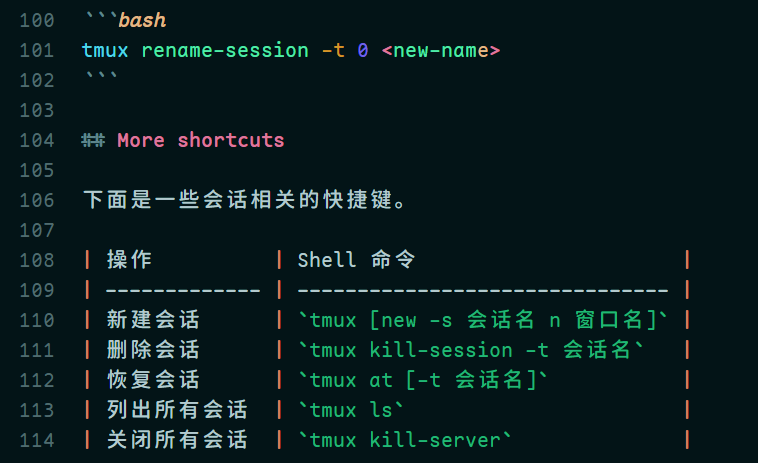 100 ```bash
101 tmux rename-session -t 0 <new-name>
102 ```
103
104 ## More shortcuts
105
106 下面是一些会话相关的快捷键。
107
108 | 操作          | Shell 命令                       |
109 | ------------- | -------------------------------- |
110 | 新建会话      | `tmux [new -s 会话名 n 窗口名]` |
111 | 删除会话      | `tmux kill-session -t 会话名`   |
112 | 恢复会话      | `tmux at [-t 会话名]`           |
113 | 列出所有会话  | `tmux ls`                       |
114 | 关闭所有会话  | `tmux kill-server`              |